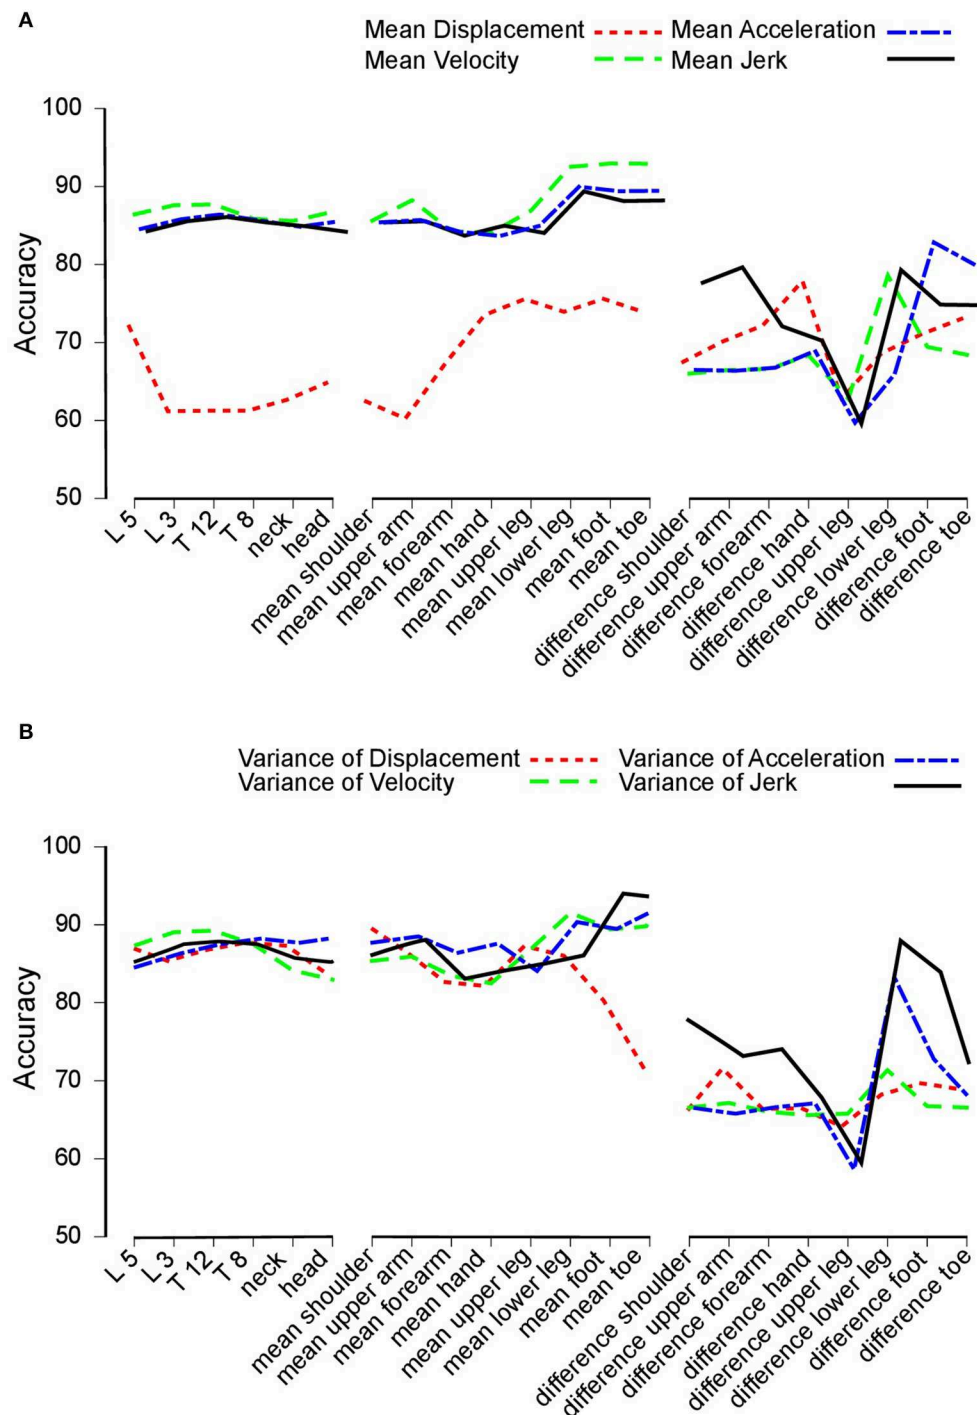 A
Mean Displacement Mean Acceleration
Mean Velocity Mean Jerk
100
90
80
70
60
50
Accuracy
L 5
L 3
T 12
T 8
neck
head
mean shoulder
mean upper arm
mean forearm
mean hand
mean upper leg
mean lower leg
mean foot
mean toe
difference shoulder
difference upper arm
difference forearm
difference hand
difference upper leg
difference lower leg
difference foot
difference toe
B
Variance of Displacement Variance of Acceleration
Variance of Velocity Variance of Jerk
100
90
80
70
60
50
Accuracy
L 5
L 3
T 12
T 8
neck
head
mean shoulder
mean upper arm
mean forearm
mean hand
mean upper leg
mean lower leg
mean foot
mean toe
difference shoulder
difference upper arm
difference forearm
difference hand
difference upper leg
difference lower leg
difference foot
difference toe